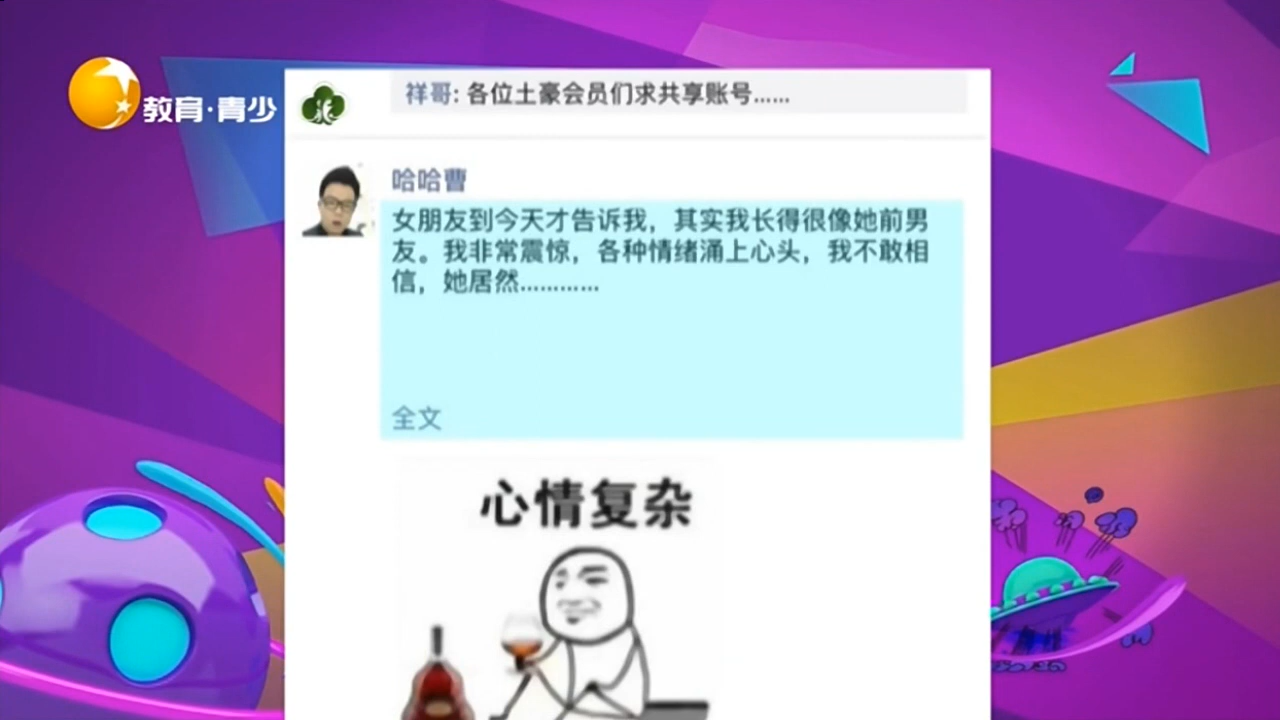 教育·青少
祥哥: 各位土豪会员们求共享账号......
哈哈曹
女朋友到今天才告诉我，其实我长得很像她前男
友。我非常震惊，各种情绪涌上心头，我不敢相
信，她居然............
全文
心情复杂